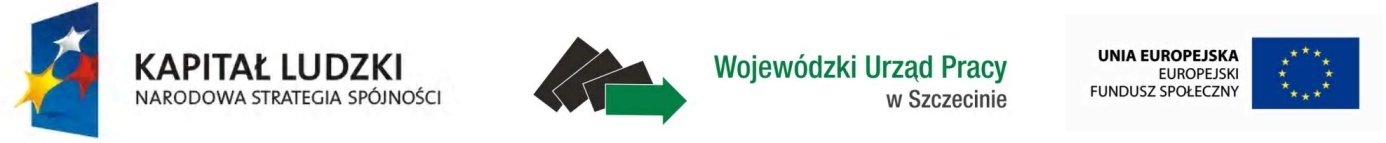 KAPITAŁ LUDZKI
NARODOWA STRATEGIA SPÓJNOŚCI
Wojewódzki Urząd Pracy
w Szczecinie
UNIA EUROPEJSKA
EUROPEJSKI
FUNDUSZ SPOŁECZNY